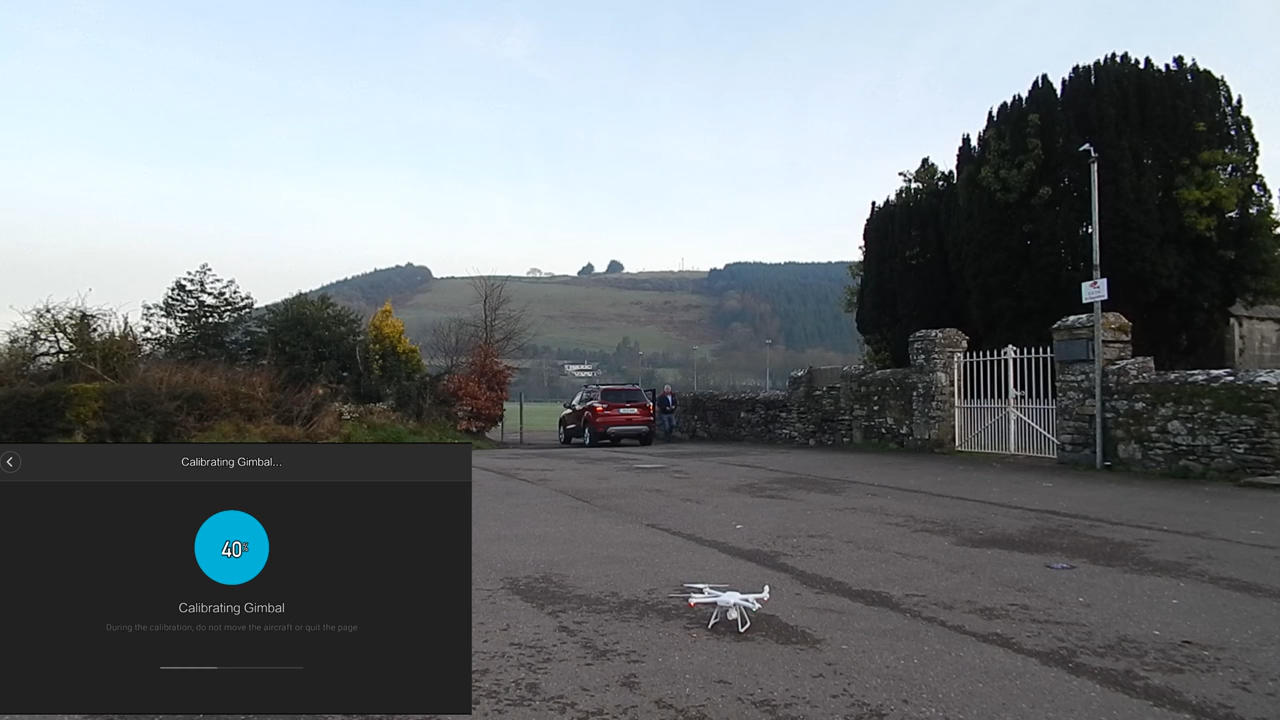 Calibrating Gimbal...
40%
Calibrating Gimbal
During the calibration, do not move the aircraft or quit the page